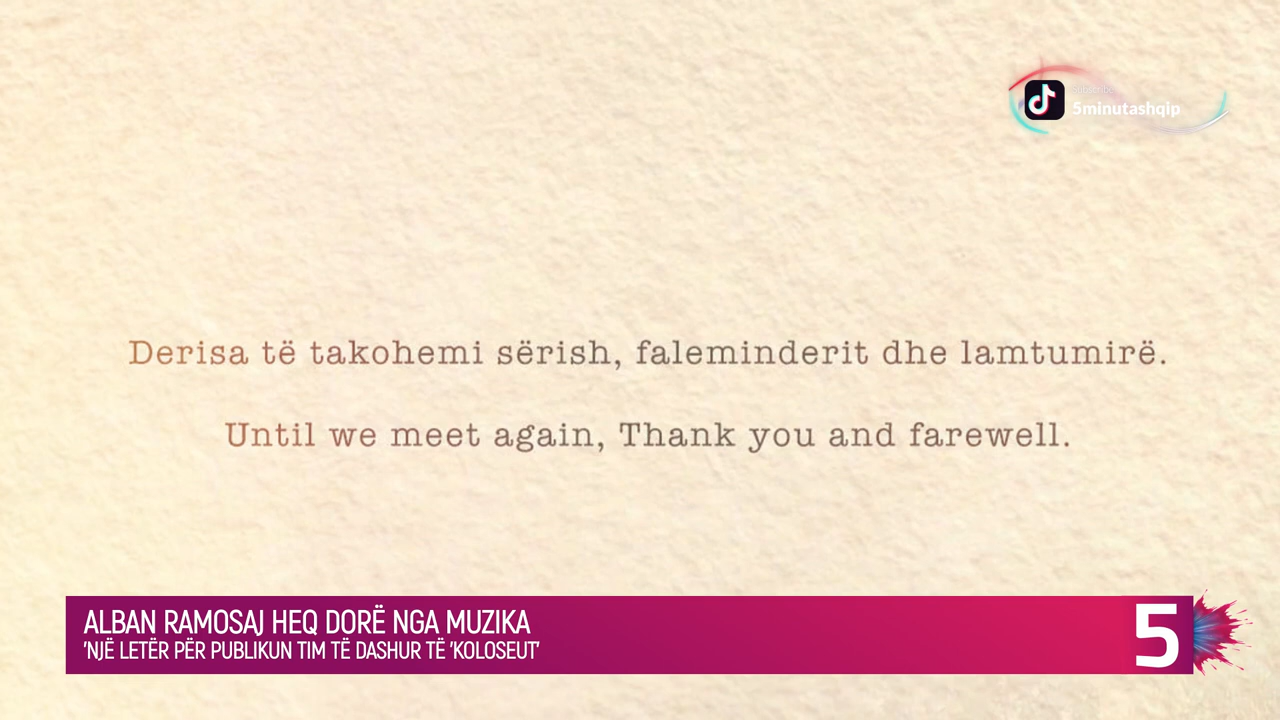 5minutashqip
Derisa të takohemi sërish, faleminderit dhe lamtumirë.
Until we meet again, Thank you and farewell.
ALBAN RAMOSAJ HEQ DORË NGA MUZIKA
'NJË LETËR PËR PUBLIKUN TIM TË DASHUR TË 'KOLOSEUT'
5